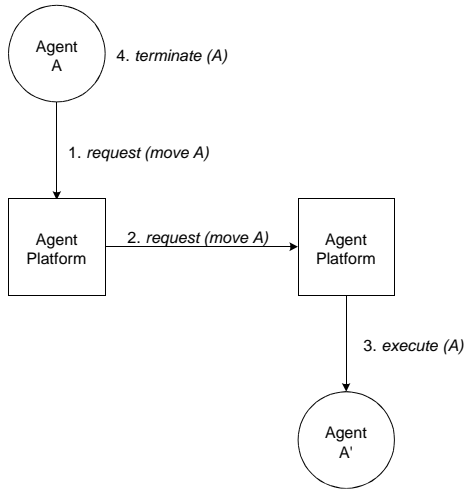 Agent
A
4. terminate (A)
1. request (move A)
Agent
Platform
2. request (move A)
Agent
Platform
3. execute (A)
Agent
A'